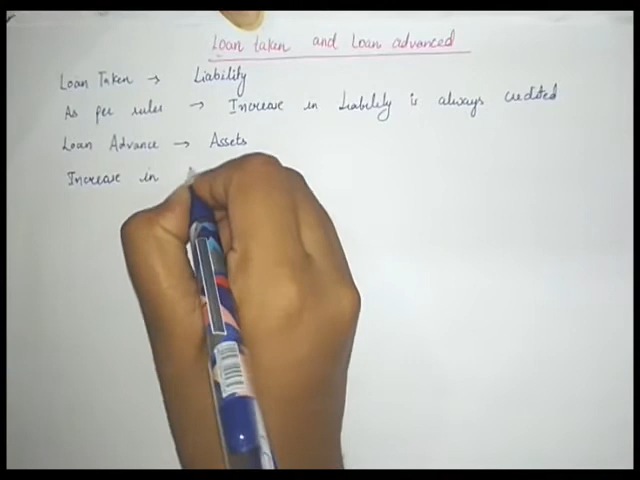 Loan taken and Loan advanced
Loan Taken → Liability
As per rules → Increase in Liability is always credited
Loan Advance → Assets
Increase in